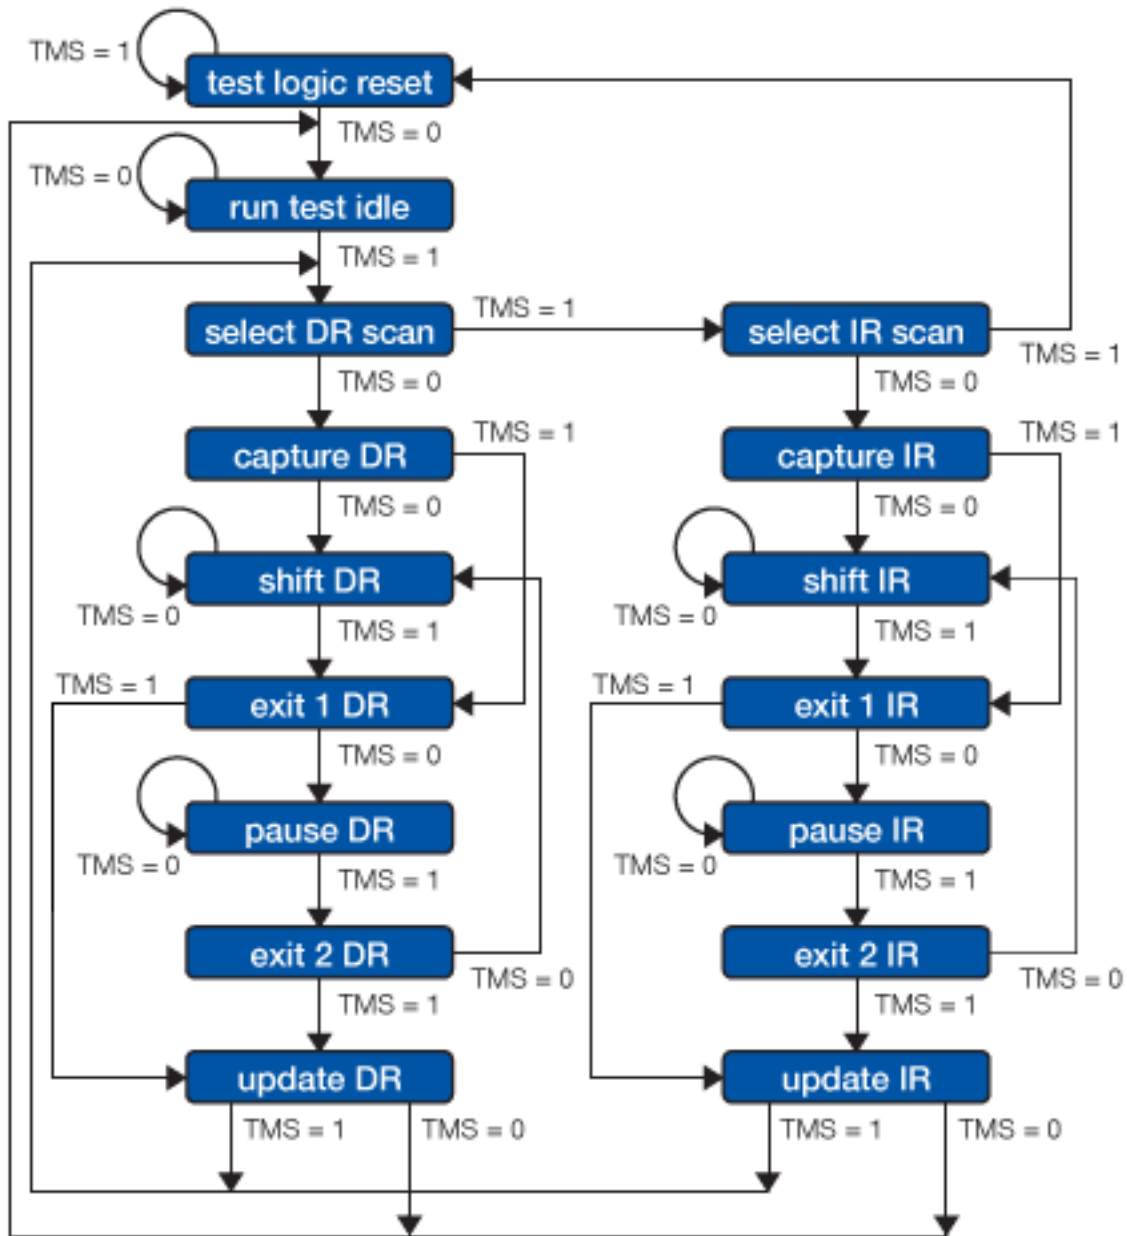 TMS = 1
test logic reset
TMS = 0
TMS = 0
run test idle
TMS = 1
select DR scan
TMS = 1
select IR scan
TMS = 1
TMS = 0
TMS = 0
capture DR
TMS = 1
capture IR
TMS = 1
TMS = 0
TMS = 0
shift DR
shift IR
TMS = 0
TMS = 1
TMS = 0
TMS = 1
TMS = 1
exit 1 DR
TMS = 1
exit 1 IR
TMS = 0
TMS = 0
pause DR
pause IR
TMS = 0
TMS = 1
TMS = 0
TMS = 1
exit 2 DR
TMS = 0
exit 2 IR
TMS = 0
TMS = 1
TMS = 1
update DR
update IR
TMS = 1
TMS = 0
TMS = 1
TMS = 0